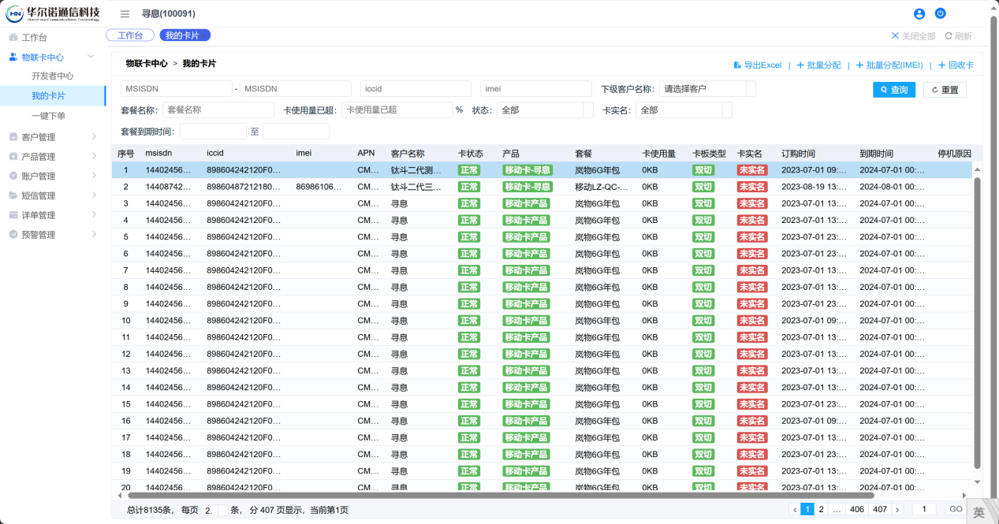 华尔诺通信科技
寻息(100091)
工作台
我的卡片
关闭全部 刷新
工作台
物联卡中心
开发者中心
我的卡片
一键下单
客户管理
产品管理
账户管理
短信管理
详单管理
预警管理
物联卡中心 > 我的卡片
导出Excel | 批量分配 | 批量分配(IMEI) | 回收卡
MSISDN - MSISDN iccid imei 下级客户名称: 请选择客户 查询 重置
套餐名称: 套餐名称 卡使用量已超: 卡使用量已超 % 状态: 全部 卡实名: 全部
套餐到期时间: 至
序号 msisdn iccid imei APN 客户名称 卡状态 产品 套餐 卡使用量 卡板类型 卡实名 订购时间 到期时间 停机原因
1 14402456... 898604242120F0... CM... 钛斗二代测... 正常 移动卡-寻息 岚物6G年包 0KB 双切 未实名 2023-07-01 09:... 2024-07-01 00:...
2 14408742... 89860487212180... 86986106... CM... 钛斗二代三... 正常 移动卡-寻息 移动LZ-QC-... 0KB 双切 未实名 2023-08-19 13:... 2024-08-01 00:...
3 14402456... 898604242120F0... CM... 寻息 正常 移动卡产品 岚物6G年包 0KB 双切 未实名 2023-07-01 13:... 2024-07-01 00:...
4 14402456... 898604242120F0... CM... 寻息 正常 移动卡产品 岚物6G年包 0KB 双切 未实名 2023-07-01 13:... 2024-07-01 00:...
5 14402456... 898604242120F0... CM... 寻息 正常 移动卡产品 岚物6G年包 0KB 双切 未实名 2023-07-01 23:... 2024-07-01 00:...
6 14402456... 898604242120F0... CM... 寻息 正常 移动卡产品 岚物6G年包 0KB 双切 未实名 2023-07-01 23:... 2024-07-01 00:...
7 14402456... 898604242120F0... CM... 寻息 正常 移动卡产品 岚物6G年包 0KB 双切 未实名 2023-07-01 13:... 2024-07-01 00:...
8 14402456... 898604242120F0... CM... 寻息 正常 移动卡产品 岚物6G年包 0KB 双切 未实名 2023-07-01 13:... 2024-07-01 00:...
9 14402456... 898604242120F0... CM... 寻息 正常 移动卡产品 岚物6G年包 0KB 双切 未实名 2023-07-01 23:... 2024-07-01 00:...
10 14402456... 898604242120F0... CM... 寻息 正常 移动卡产品 岚物6G年包 0KB 双切 未实名 2023-07-01 09:... 2024-07-01 00:...
11 14402456... 898604242120F0... CM... 寻息 正常 移动卡产品 岚物6G年包 0KB 双切 未实名 2023-07-01 13:... 2024-07-01 00:...
12 14402456... 898604242120F0... CM... 寻息 正常 移动卡产品 岚物6G年包 0KB 双切 未实名 2023-07-01 13:... 2024-07-01 00:...
13 14402456... 898604242120F0... CM... 寻息 正常 移动卡产品 岚物6G年包 0KB 双切 未实名 2023-07-01 13:... 2024-07-01 00:...
14 14402456... 898604242120F0... CM... 寻息 正常 移动卡产品 岚物6G年包 0KB 双切 未实名 2023-07-01 13:... 2024-07-01 00:...
15 14402456... 898604242120F0... CM... 寻息 正常 移动卡产品 岚物6G年包 0KB 双切 未实名 2023-07-01 23:... 2024-07-01 00:...
16 14402456... 898604242120F0... CM... 寻息 正常 移动卡产品 岚物6G年包 0KB 双切 未实名 2023-07-01 09:... 2024-07-01 00:...
17 14402456... 898604242120F0... CM... 寻息 正常 移动卡产品 岚物6G年包 0KB 双切 未实名 2023-07-01 13:... 2024-07-01 00:...
18 14402456... 898604242120F0... CM... 寻息 正常 移动卡产品 岚物6G年包 0KB 双切 未实名 2023-07-01 23:... 2024-07-01 00:...
19 14402456... 898604242120F0... CM... 寻息 正常 移动卡产品 岚物6G年包 0KB 双切 未实名 2023-07-01 13:... 2024-07-01 00:...
20 14402456... 898604242120F0... CM... 寻息 正常 移动卡产品 岚物6G年包 0KB 双切 未实名 2023-07-01 23:... 2024-07-01 00:...
总计8135条, 每页 2. 条, 分 407 页显示, 当前第1页 ‹ 1 2 ... 406 407 › 1 GO
英